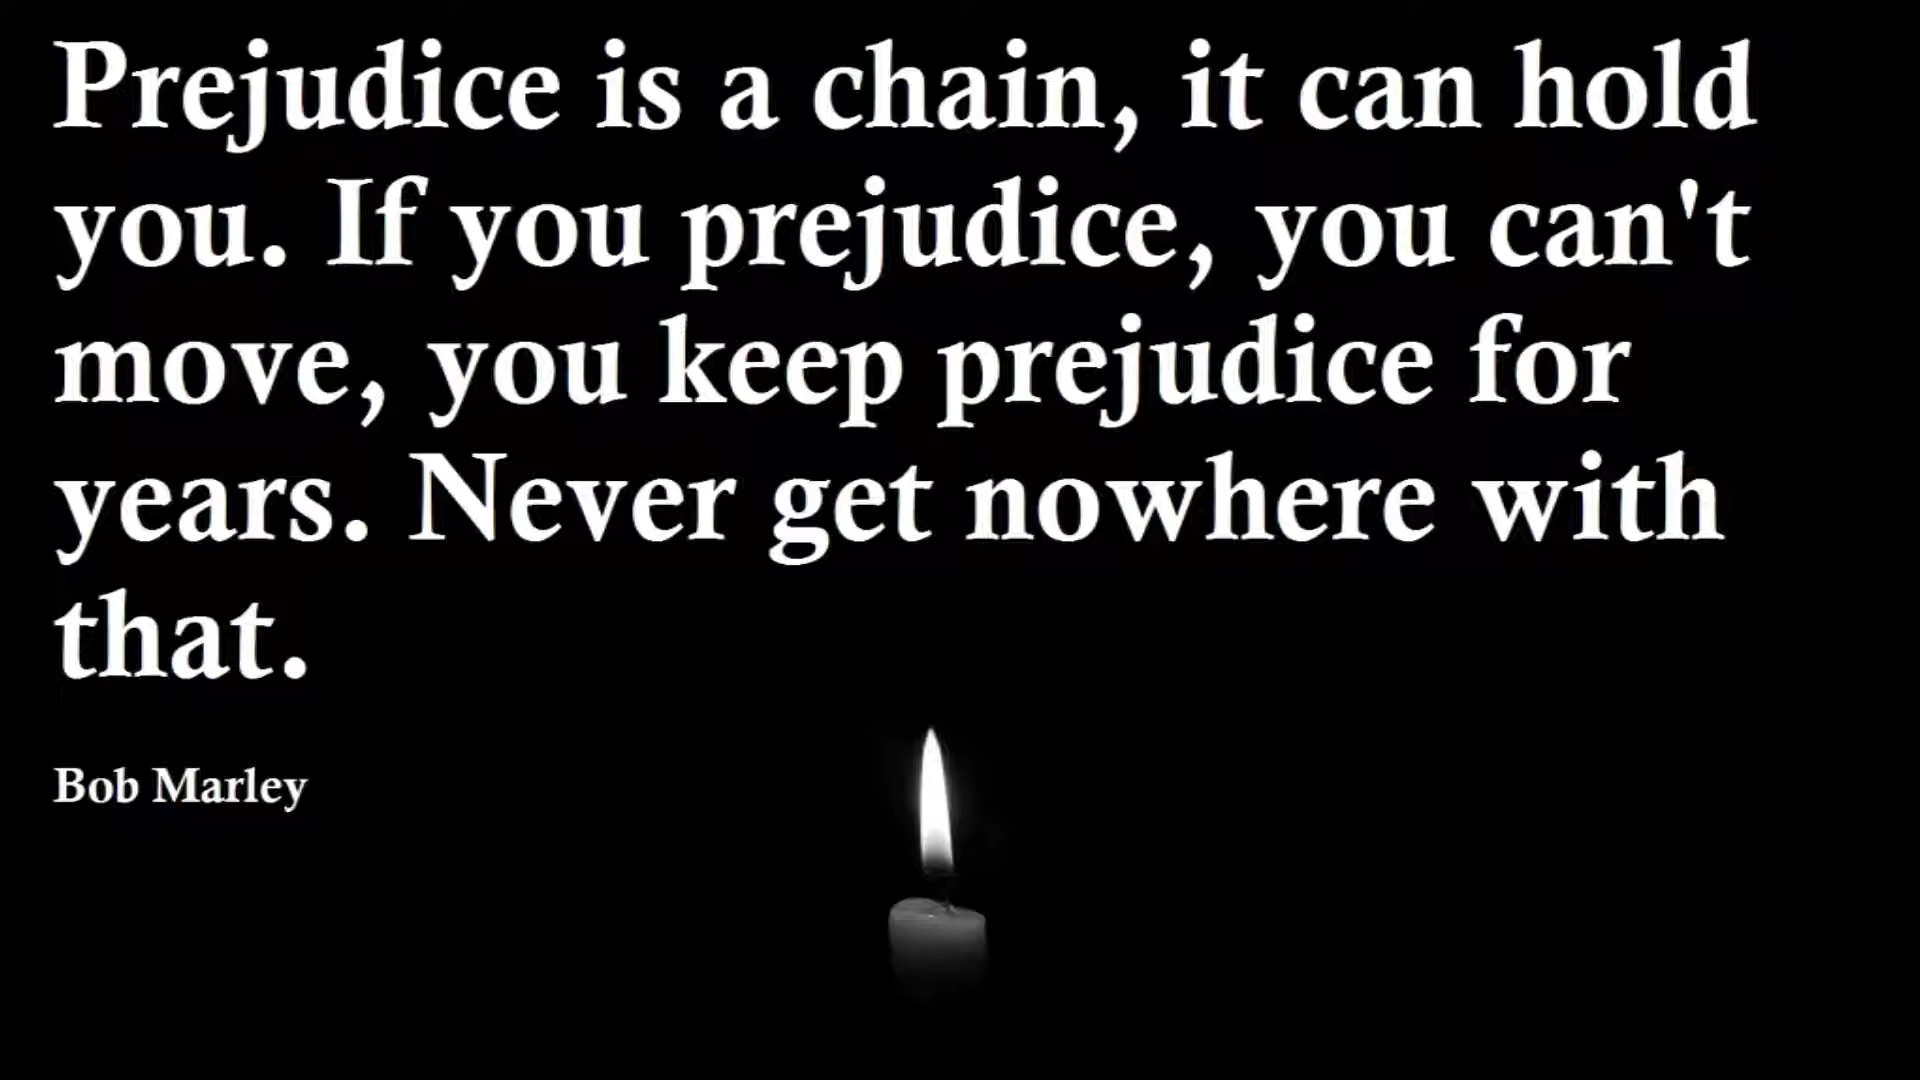 Prejudice is a chain, it can hold
you. If you prejudice, you can't
move, you keep prejudice for
years. Never get nowhere with
that.
Bob Marley